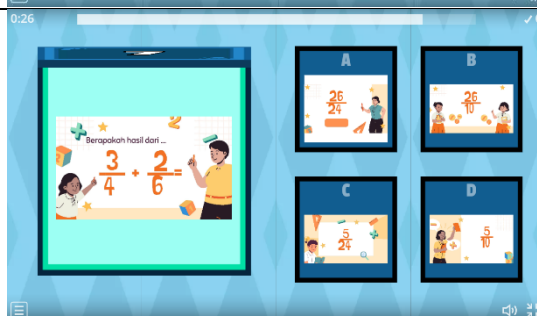 0:26
Berapakah hasil dari ...
3/4 + 2/6 =
A
26/24
B
26/10
C
5/24
D
5/10